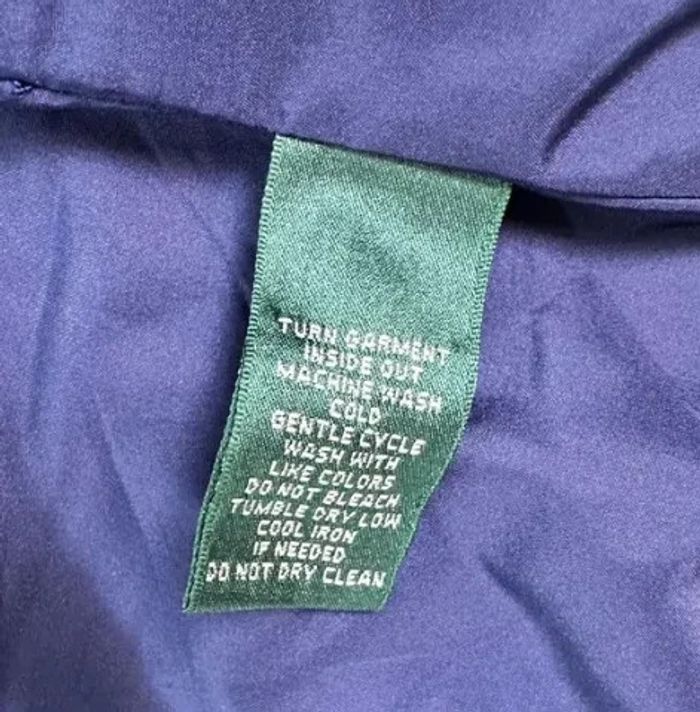 TURN GARMENT
INSIDE OUT
MACHINE WASH
COLD
GENTLE CYCLE
WASH WITH
LIKE COLORS
DO NOT BLEACH
TUMBLE DRY LOW
COOL IRON
IF NEEDED
DO NOT DRY CLEAN